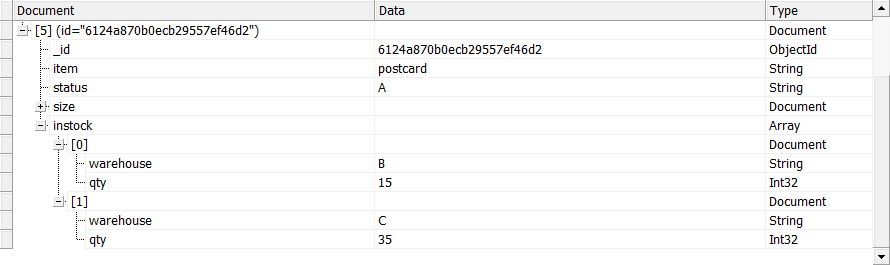 Document Data Type
[5] (id="6124a870b0ecb29557ef46d2") Document
_id 6124a870b0ecb29557ef46d2 ObjectId
item postcard String
status A String
size Document
instock Array
[0] Document
warehouse B String
qty 15 Int32
[1] Document
warehouse C String
qty 35 Int32